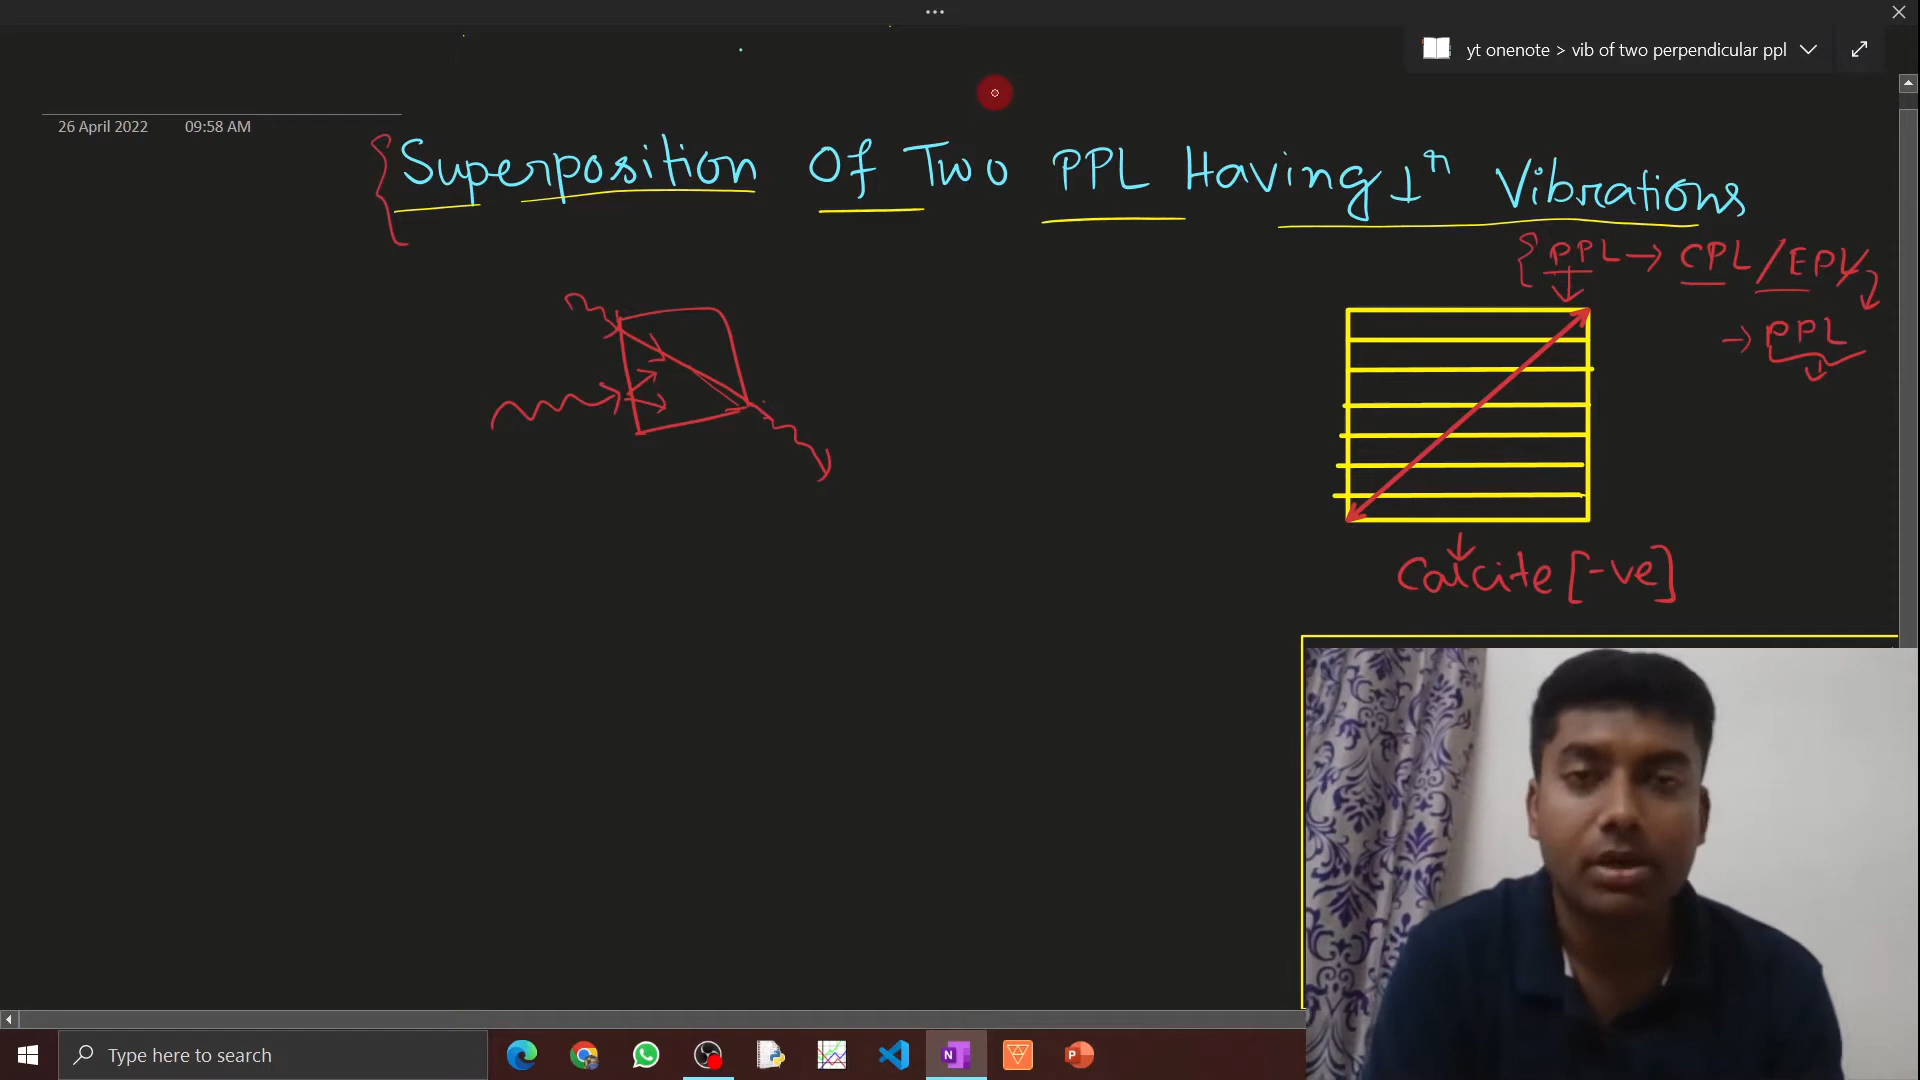 yt onenote > vib of two perpendicular ppl
26 April 2022 09:58 AM
Superposition Of Two PPL Having ⊥ʳ Vibrations
PPL → CPL / EPL
→ PPL
Calcite [-ve]
Type here to search